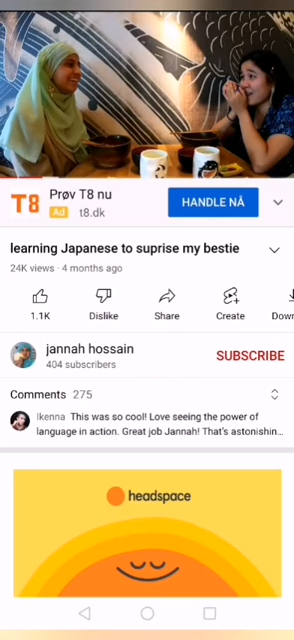 T8
Prøv T8 nu
Ad t8.dk
HANDLE NÅ
learning Japanese to suprise my bestie
24K views · 4 months ago
1.1K
Dislike
Share
Create
Down
jannah hossain
404 subscribers
SUBSCRIBE
Comments 275
Ikenna This was so cool! Love seeing the power of
language in action. Great job Jannah! That's astonishin...
headspace